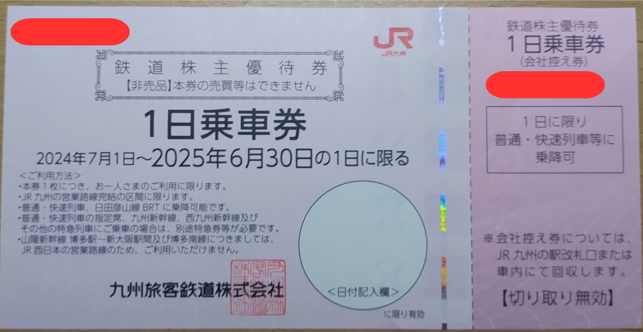 JR
JR九州
鉄道株主優待券
【非売品】本券の売買等はできません
1日乗車券
2024年7月1日~2025年6月30日の1日に限る
<ご利用方法>
・本券1枚につき、お一人さまのご利用に限ります。
・JR九州の営業路線完結の区間に限ります。
・普通・快速列車、日田彦山線BRTに乗降可能です。
・普通・快速列車の指定席、九州新幹線、西九州新幹線及び
その他の特急列車にご乗車の場合は、別途特急券等が必要です。
・山陽新幹線 博多駅~新大阪駅間及び博多南線につきましては、
JR西日本の営業路線のため、ご利用いただけません。
九州旅客鉄道株式会社
<日付記入欄>
に限り有効
鉄道株主優待券
1日乗車券
(会社控え券)
1日に限り
普通・快速列車等に
乗降可
※会社控え券については、
JR九州の駅改札口または
車内にて回収します。
【切り取り無効】